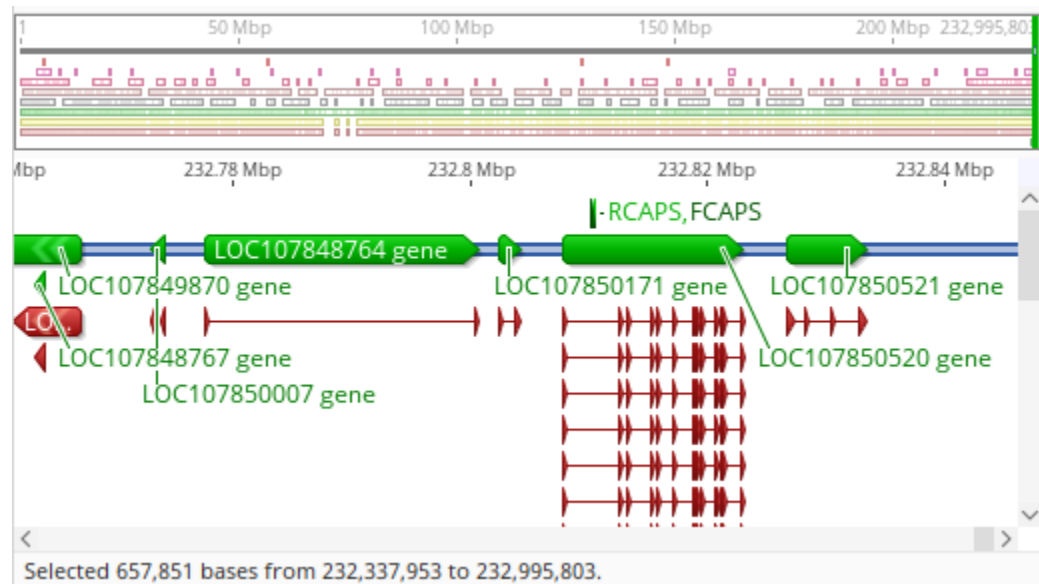 1 50 Mbp 100 Mbp 150 Mbp 200 Mbp 232,995,803
Mbp 232.78 Mbp 232.8 Mbp 232.82 Mbp 232.84 Mbp
-RCAPS, FCAPS
LOC107848764 gene
LOC107849870 gene LOC107850171 gene LOC107850521 gene
LO...
LOC107848767 gene LOC107850520 gene
LOC107850007 gene
Selected 657,851 bases from 232,337,953 to 232,995,803.